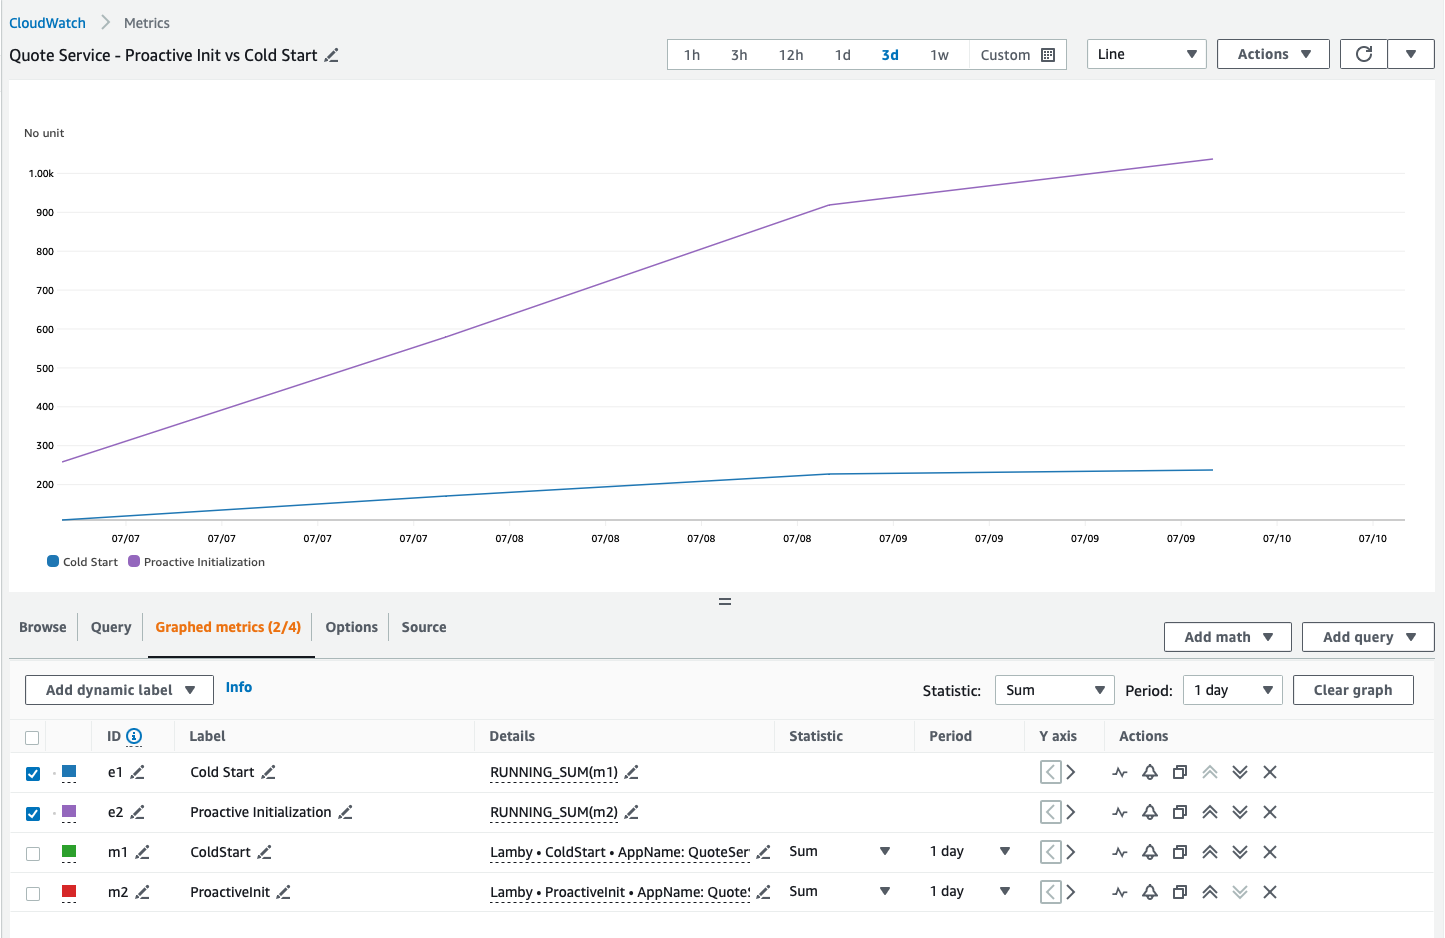 CloudWatch Metrics
Quote Service - Proactive Init vs Cold Start
1h 3h 12h 1d 3d 1w Custom Line Actions
No unit
1.00k
900
800
700
600
500
400
300
200
07/07 07/07 07/07 07/07 07/08 07/08 07/08 07/08 07/09 07/09 07/09 07/09 07/10 07/10
Cold Start Proactive Initialization
Browse Query Graphed metrics (2/4) Options Source
Add math Add query
Add dynamic label Info Statistic: Sum Period: 1 day Clear graph
ID Label Details Statistic Period Y axis Actions
e1 Cold Start RUNNING_SUM(m1)
e2 Proactive Initialization RUNNING_SUM(m2)
m1 ColdStart Lamby • ColdStart • AppName: QuoteSer Sum 1 day
m2 ProactiveInit Lamby • ProactiveInit • AppName: Quote Sum 1 day